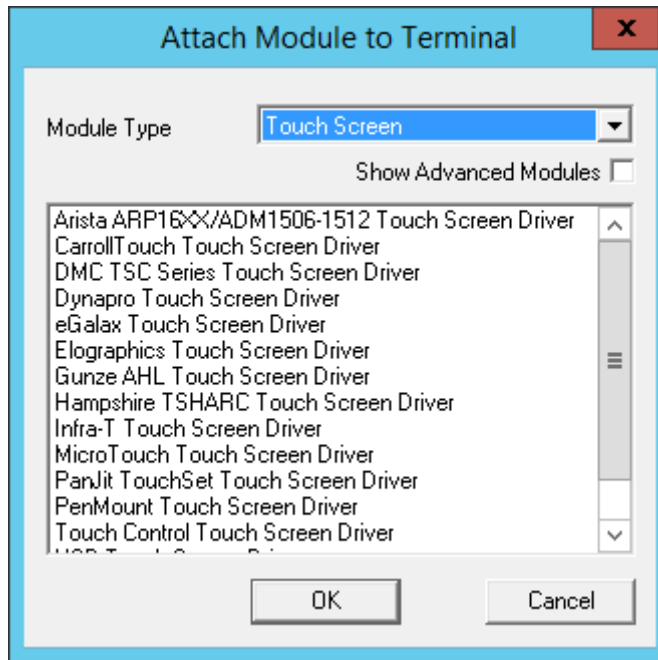 Attach Module to Terminal
x
Module Type
Touch Screen
Show Advanced Modules
Arista ARP16XX/ADM1506-1512 Touch Screen Driver
CarrollTouch Touch Screen Driver
DMC TSC Series Touch Screen Driver
Dynapro Touch Screen Driver
eGalax Touch Screen Driver
Elographics Touch Screen Driver
Gunze AHL Touch Screen Driver
Hampshire TSHARC Touch Screen Driver
Infra-T Touch Screen Driver
MicroTouch Touch Screen Driver
PanJit TouchSet Touch Screen Driver
PenMount Touch Screen Driver
Touch Control Touch Screen Driver
OK
Cancel